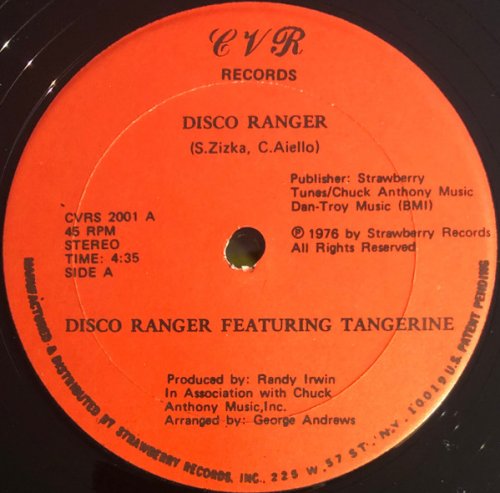 CVR
RECORDS
DISCO RANGER
(S.Zizka, C.Aiello)
Publisher: Strawberry
Tunes/Chuck Anthony Music
Dan-Troy Music (BMI)
CVRS 2001 A
45 RPM
STEREO
TIME: 4:35
SIDE A
℗ 1976 by Strawberry Records
All Rights Reserved
DISCO RANGER FEATURING TANGERINE
Produced by: Randy Irwin
In Association with Chuck
Anthony Music,Inc.
Arranged by: George Andrews
MANUFACTURED & DISTRIBUTED BY STRAWBERRY RECORDS, INC., 225 W. 57 ST., N.Y. 10019 U.S. PATENT PENDING